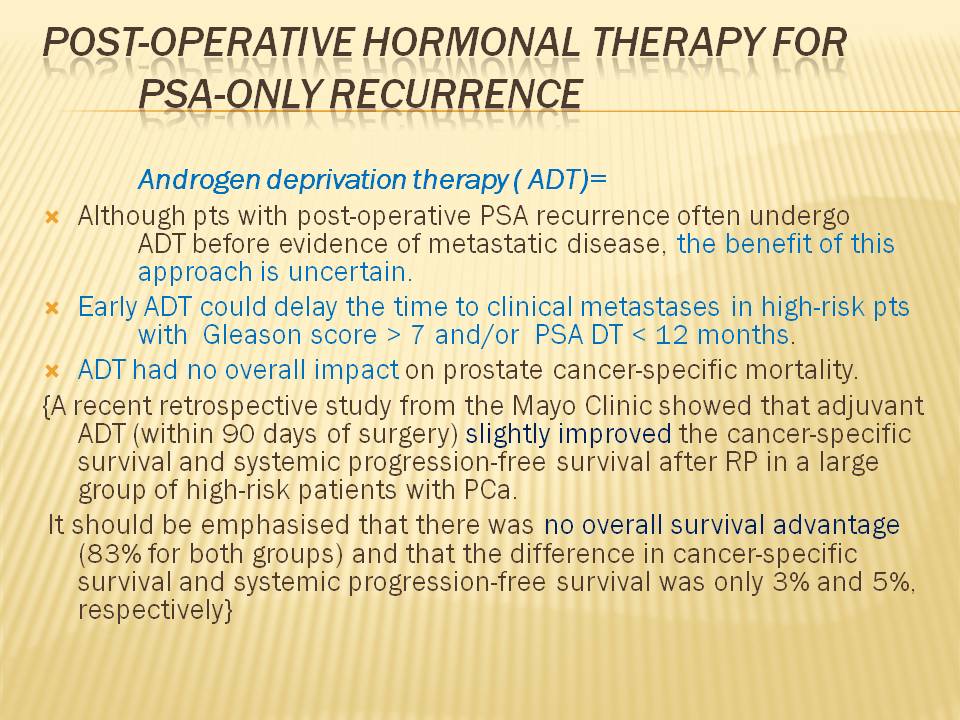 POST-OPERATIVE HORMONAL THERAPY FOR
PSA-ONLY RECURRENCE
Androgen deprivation therapy ( ADT)=
Although pts with post-operative PSA recurrence often undergo
ADT before evidence of metastatic disease, the benefit of this
approach is uncertain.
Early ADT could delay the time to clinical metastases in high-risk pts
with Gleason score > 7 and/or PSA DT < 12 months.
ADT had no overall impact on prostate cancer-specific mortality.
{A recent retrospective study from the Mayo Clinic showed that adjuvant
ADT (within 90 days of surgery) slightly improved the cancer-specific
survival and systemic progression-free survival after RP in a large
group of high-risk patients with PCa.
It should be emphasised that there was no overall survival advantage
(83% for both groups) and that the difference in cancer-specific
survival and systemic progression-free survival was only 3% and 5%,
respectively}